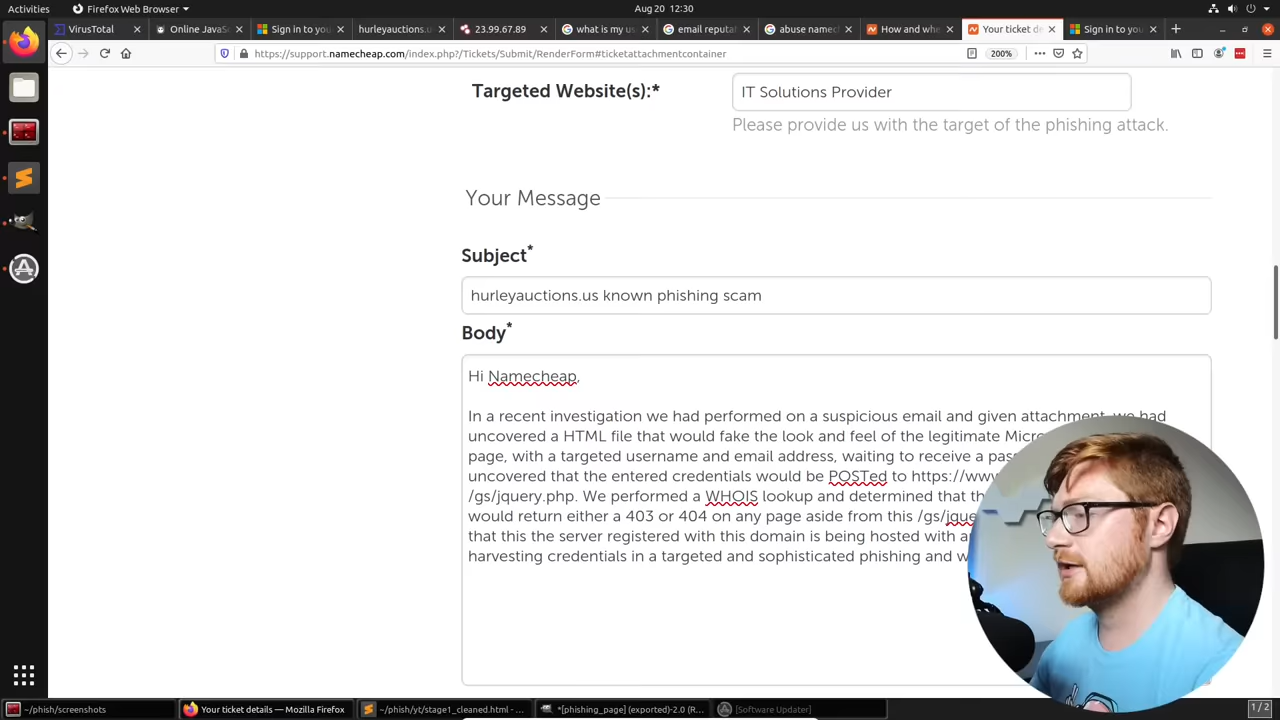 Activities
Firefox Web Browser
Aug 20 12:30
VirusTotal
Online JavaSc
Sign in to you
hurleyauctions.u
23.99.67.89
what is my us
email reputat
abuse namech
How and whe
Your ticket de
Sign in to you
https://support.namecheap.com/index.php?/Tickets/Submit/RenderForm#ticketattachmentcontainer
200%
Targeted Website(s):*
IT Solutions Provider
Please provide us with the target of the phishing attack.
Your Message
Subject*
hurleyauctions.us known phishing scam
Body*
Hi Namecheap,
In a recent investigation we had performed on a suspicious email and given attachment, we had
uncovered a HTML file that would fake the look and feel of the legitimate Micro
page, with a targeted username and email address, waiting to receive a pas
uncovered that the entered credentials would be POSTed to https://www
/gs/jquery.php. We performed a WHOIS lookup and determined that th
would return either a 403 or 404 on any page aside from this /gs/jque
that this the server registered with this domain is being hosted with a
harvesting credentials in a targeted and sophisticated phishing and w
~/phish/screenshots
Your ticket details — Mozilla Firefox
~/phish/yt/stage1_cleaned.html - ...
*[phishing_page] (exported)-2.0 (R...
[Software Updater]
1 / 2